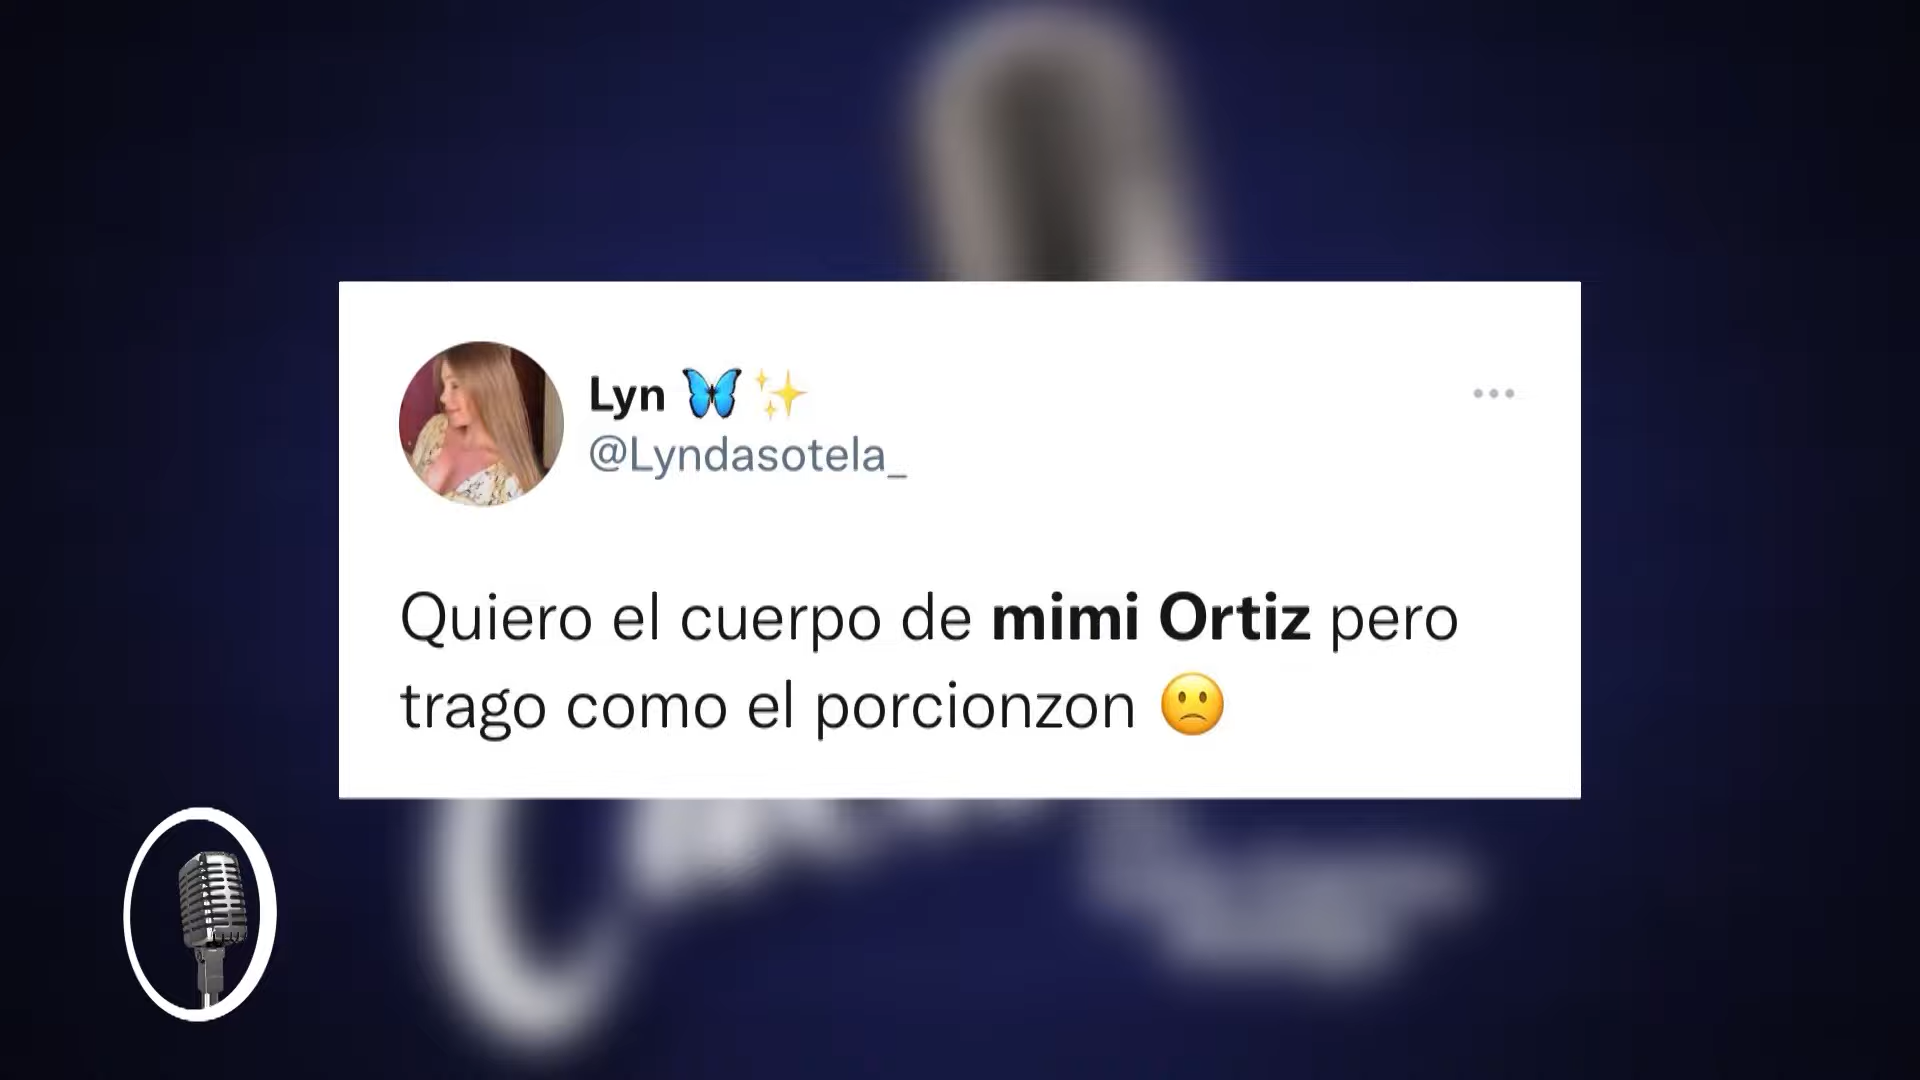 Lyn 🦋✨
@Lyndasotela_
Quiero el cuerpo de mimi Ortiz pero
trago como el porcionzon 🙁